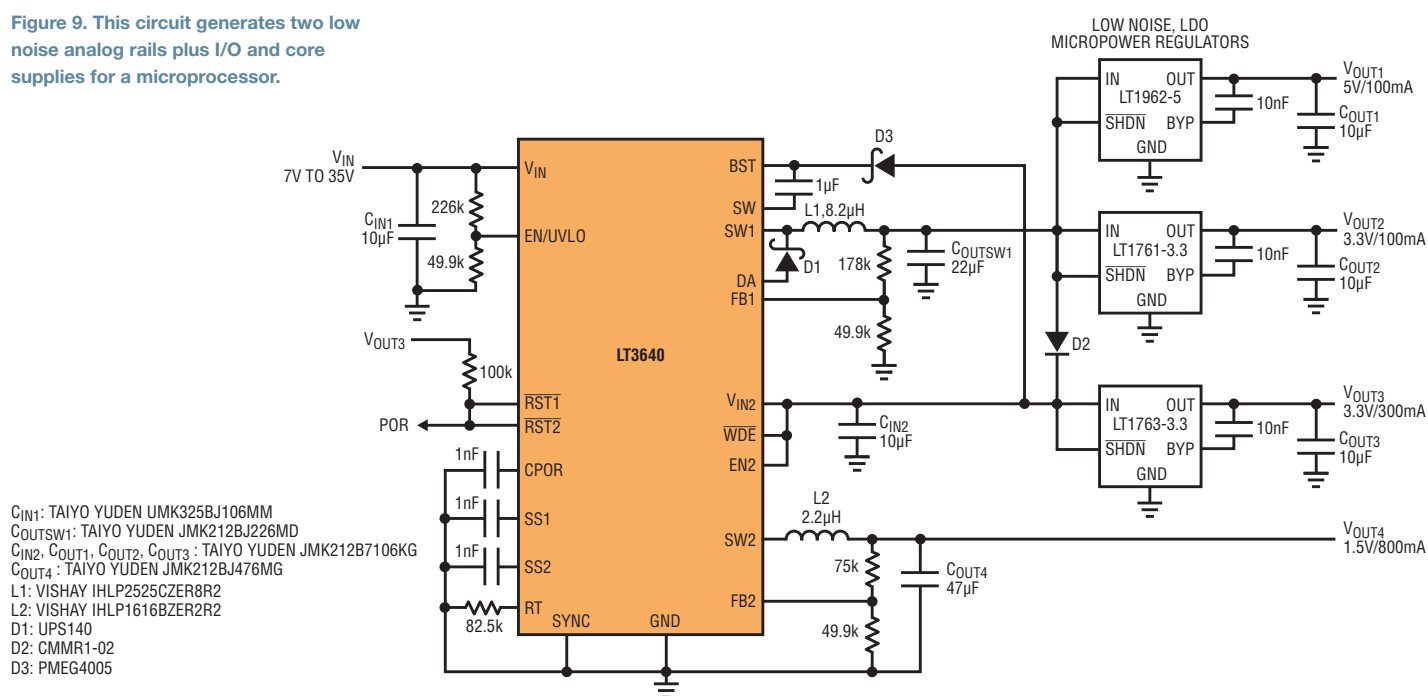 Figure 9. This circuit generates two low
noise analog rails plus I/O and core
supplies for a microprocessor.
LOW NOISE, LDO
MICROPOWER REGULATORS
IN
OUT
LT1962-5
SHDN
BYP
GND
10nF
VOUT1
5V/100mA
COUT1
10µF
VIN
7V TO 35V
CIN1
10µF
226k
49.9k
VIN
EN/UVLO
BST
SW
SW1
DA
FB1
D3
1µF
L1,8.2µH
D1
178k
49.9k
COUTSW1
22µF
IN
OUT
LT1761-3.3
SHDN
BYP
GND
10nF
VOUT2
3.3V/100mA
COUT2
10µF
D2
VOUT3
100k
POR
RST1
RST2
LT3640
VIN2
WDE
EN2
CIN2
10µF
IN
OUT
LT1763-3.3
SHDN
BYP
GND
10nF
VOUT3
3.3V/300mA
COUT3
10µF
1nF
CPOR
1nF
SS1
1nF
SS2
RT
82.5k
SYNC
GND
SW2
FB2
L2
2.2µH
75k
49.9k
COUT4
47µF
VOUT4
1.5V/800mA
CIN1: TAIYO YUDEN UMK325BJ106MM
COUTSW1: TAIYO YUDEN JMK212BJ226MD
CIN2, COUT1, COUT2, COUT3 : TAIYO YUDEN JMK212B7106KG
COUT4 : TAIYO YUDEN JMK212BJ476MG
L1: VISHAY IHLP2525CZER8R2
L2: VISHAY IHLP1616BZER2R2
D1: UPS140
D2: CMMR1-02
D3: PMEG4005